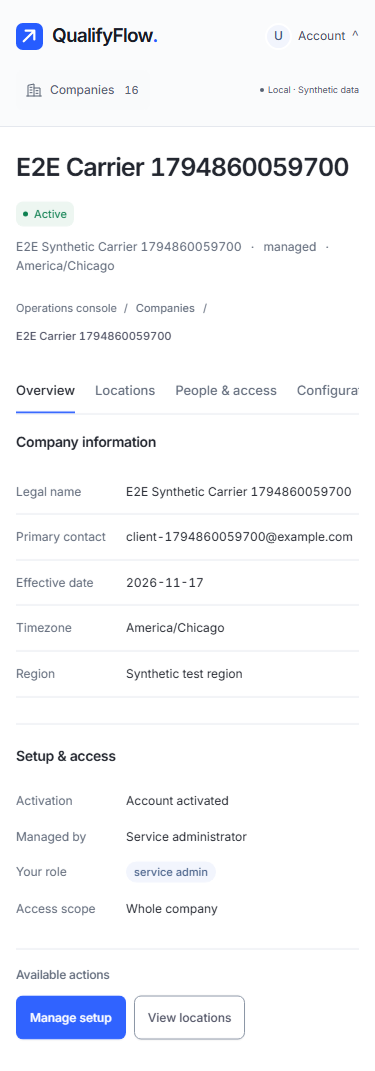 QualifyFlow.
U Account ^
Companies 16
Local · Synthetic data
E2E Carrier 1794860059700
Active
E2E Synthetic Carrier 1794860059700 · managed ·
America/Chicago
Operations console / Companies /
E2E Carrier 1794860059700
Overview Locations People & access Configurat
Company information
Legal name E2E Synthetic Carrier 1794860059700
Primary contact client-1794860059700@example.com
Effective date 2026-11-17
Timezone America/Chicago
Region Synthetic test region
Setup & access
Activation Account activated
Managed by Service administrator
Your role service admin
Access scope Whole company
Available actions
Manage setup View locations